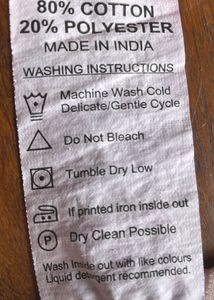 80% COTTON
20% POLYESTER
MADE IN INDIA
WASHING INSTRUCTIONS
Machine Wash Cold
Delicate/Gentle Cycle
Do Not Bleach
Tumble Dry Low
If printed iron inside out
P Dry Clean Possible
Wash Inside out with like colours
Liquid detergent recommended.